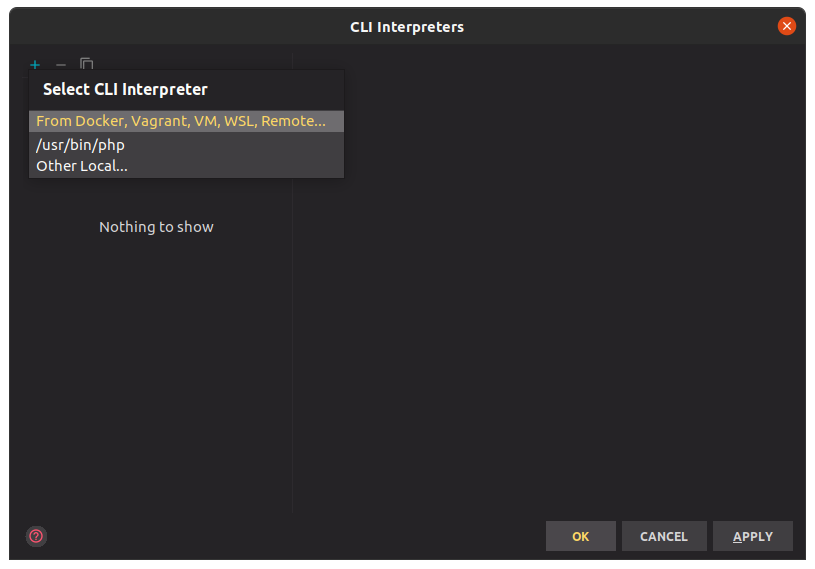 CLI Interpreters
Select CLI Interpreter
From Docker, Vagrant, VM, WSL, Remote...
/usr/bin/php
Other Local...
Nothing to show
OK
CANCEL
APPLY